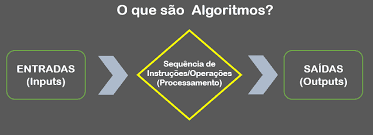 O que são Algoritmos?
ENTRADAS
(Inputs)
Sequência de
Instruções/Operações
(Processamento)
SAÍDAS
(Outputs)